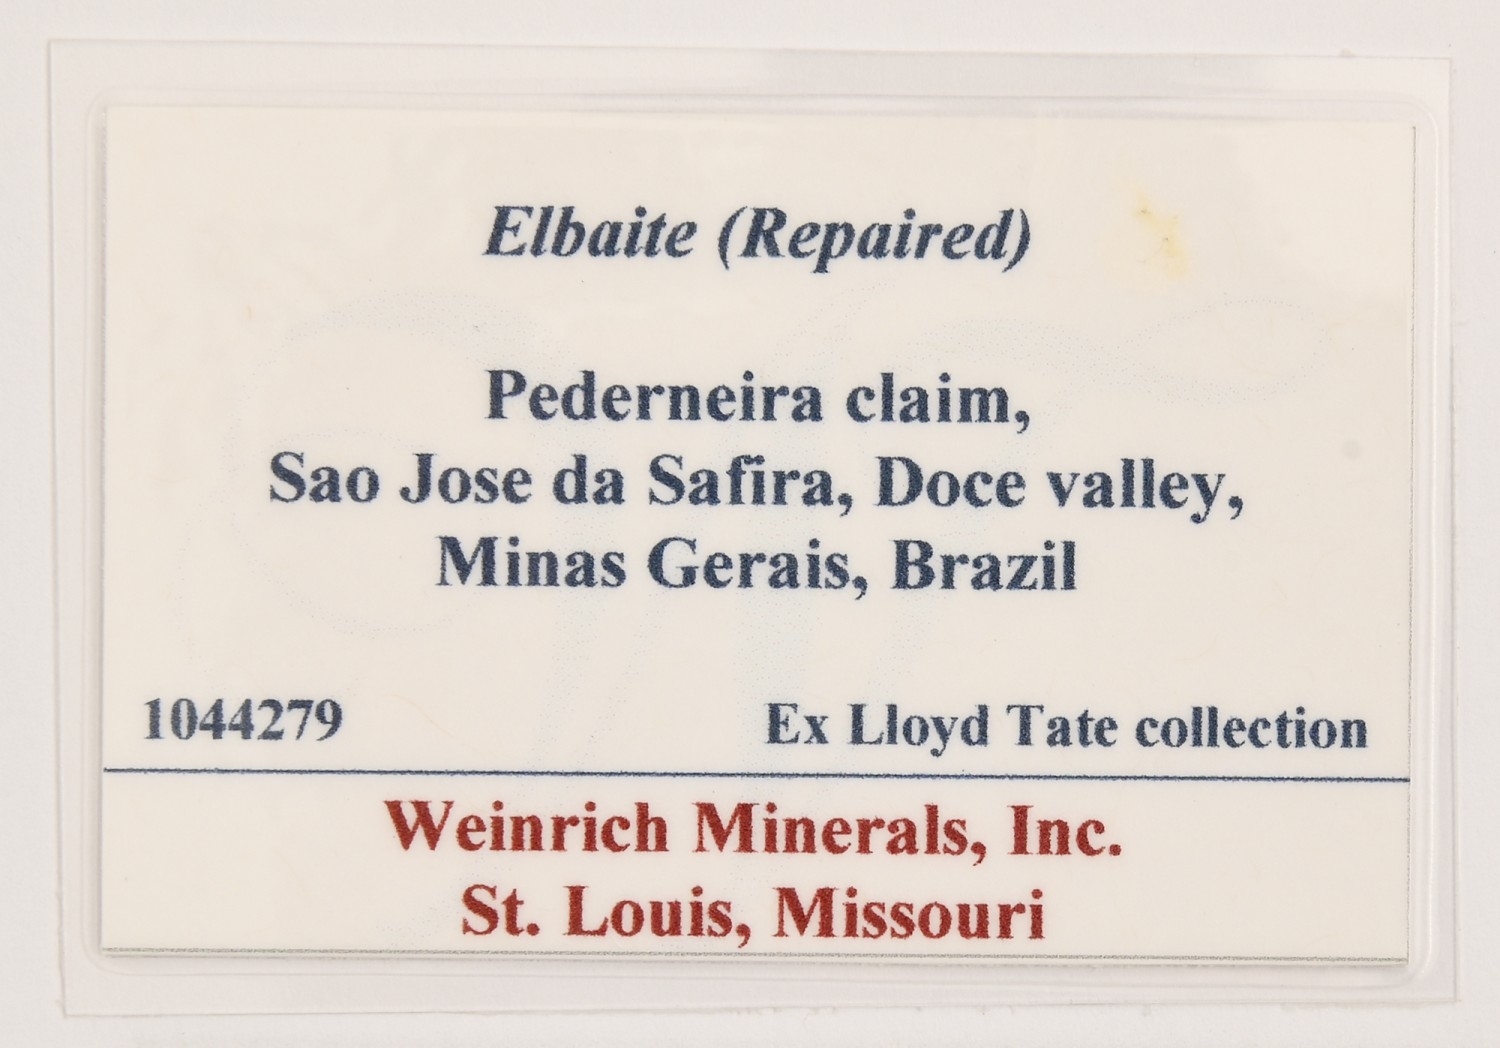 Elbaite (Repaired)
Pederneira claim,
Sao Jose da Safira, Doce valley,
Minas Gerais, Brazil
1044279 Ex Lloyd Tate collection
Weinrich Minerals, Inc.
St. Louis, Missouri